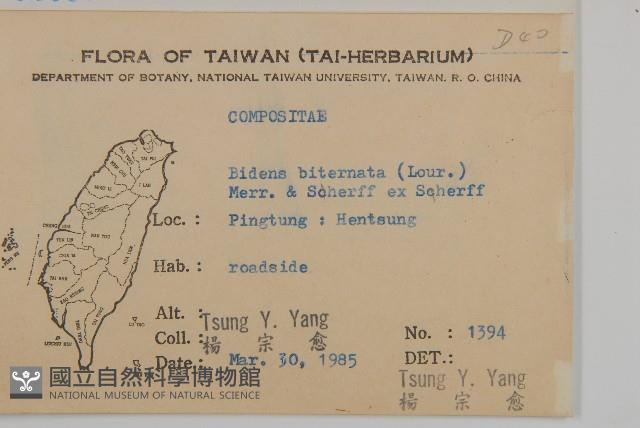 D40
FLORA OF TAIWAN (TAI-HERBARIUM)
DEPARTMENT OF BOTANY, NATIONAL TAIWAN UNIVERSITY, TAIWAN. R. O. CHINA
COMPOSITAE
Bidens biternata (Lour.)
Merr. & Scherff ex Scherff
Loc. : Pingtung : Hentsung
Hab. : roadside
Alt. :
Coll. : Tsung Y. Yang
楊 宗 愈
No. : 1394
Date: Mar. 30, 1985
DET.:
Tsung Y. Yang
楊 宗 愈
國立自然科學博物館
NATIONAL MUSEUM OF NATURAL SCIENCE